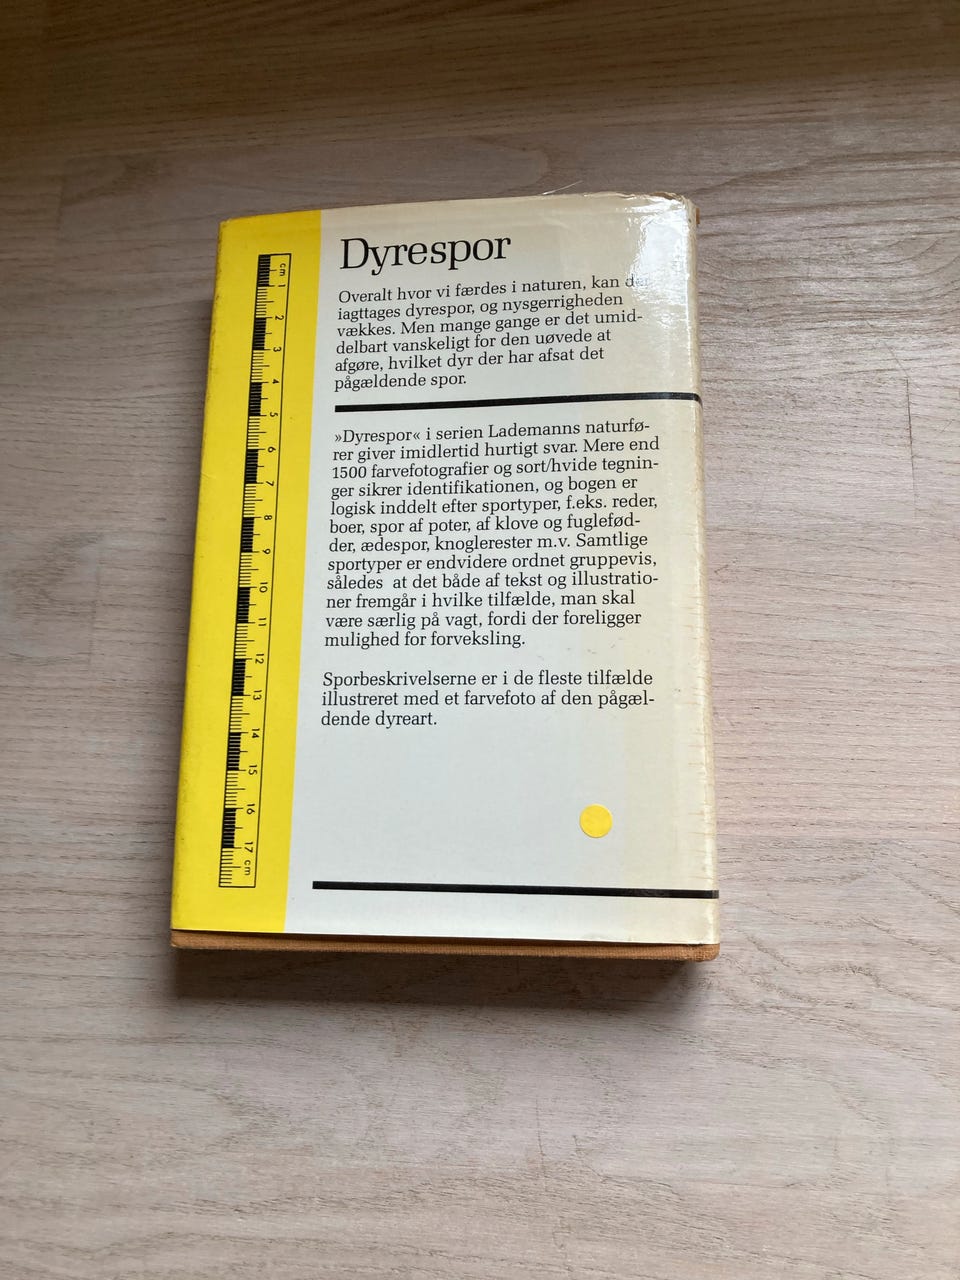 Dyrespor
Overalt hvor vi færdes i naturen, kan der
iagttages dyrespor, og nysgerrigheden
vækkes. Men mange gange er det umid-
delbart vanskeligt for den uøvede at
afgøre, hvilket dyr der har afsat det
pågældende spor.
»Dyrespor« i serien Lademanns naturfø-
rer giver imidlertid hurtigt svar. Mere end
1500 farvefotografier og sort/hvide tegnin-
ger sikrer identifikationen, og bogen er
logisk inddelt efter sportyper, f.eks. reder,
boer, spor af poter, af klove og fuglefød-
der, ædespor, knoglerester m.v. Samtlige
sportyper er endvidere ordnet gruppevis,
således at det både af tekst og illustratio-
ner fremgår i hvilke tilfælde, man skal
være særlig på vagt, fordi der foreligger
mulighed for forveksling.
Sporbeskrivelserne er i de fleste tilfælde
illustreret med et farvefoto af den pågæl-
dende dyreart.
cm 1 2 3 4 5 6 7 8 9 10 11 12 13 14 15 16 17 cm